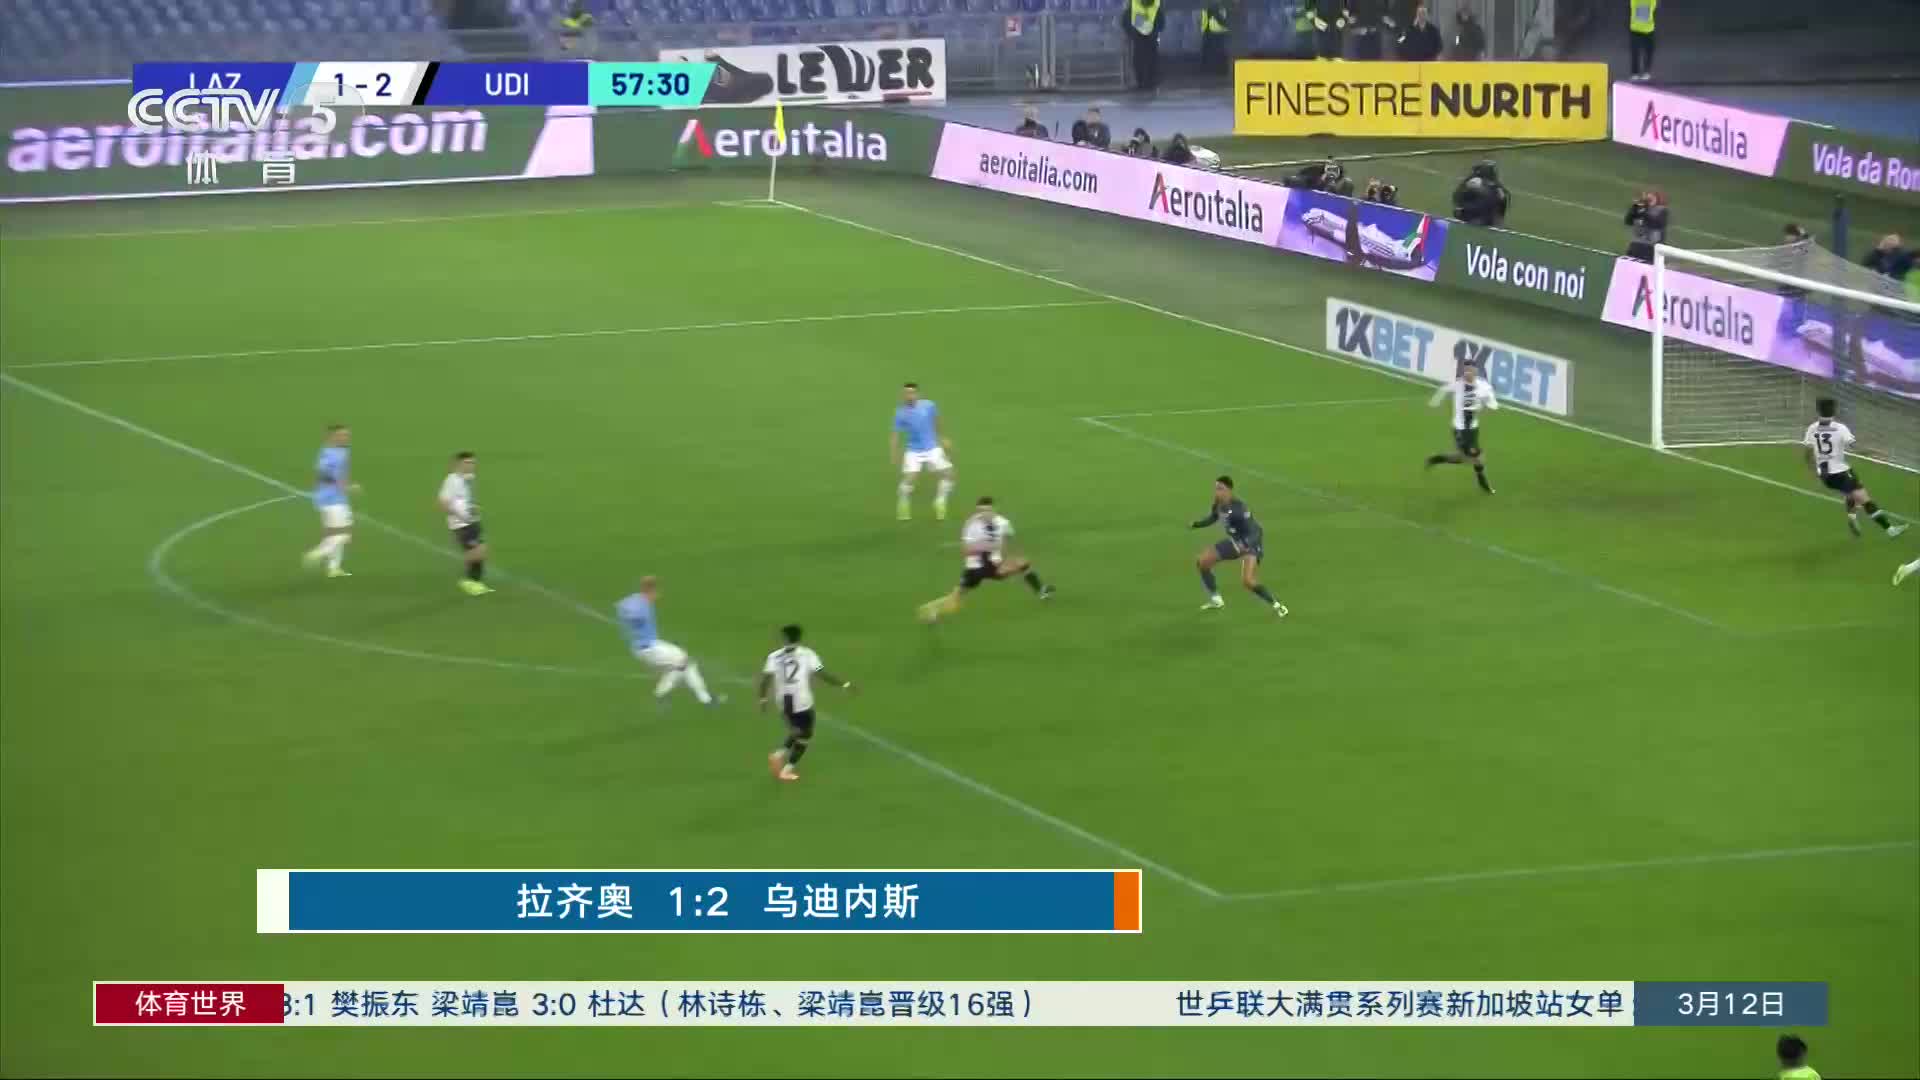 LAZ 1 - 2 UDI 57:30
CCTV 5
体育
LEWER
FINESTRE NURITH
aeroitalia.com
Aeroitalia
aeroitalia.com
Aeroitalia
Vola con noi
Aeroitalia
Aeroitalia
Vola da Rom
1XBET 1XBET
13
12
拉齐奥 1:2 乌迪内斯
体育世界
3:1 樊振东 梁靖崑 3:0 杜达（林诗栋、梁靖崑晋级16强）
世乒联大满贯系列赛新加坡站女单
3月12日